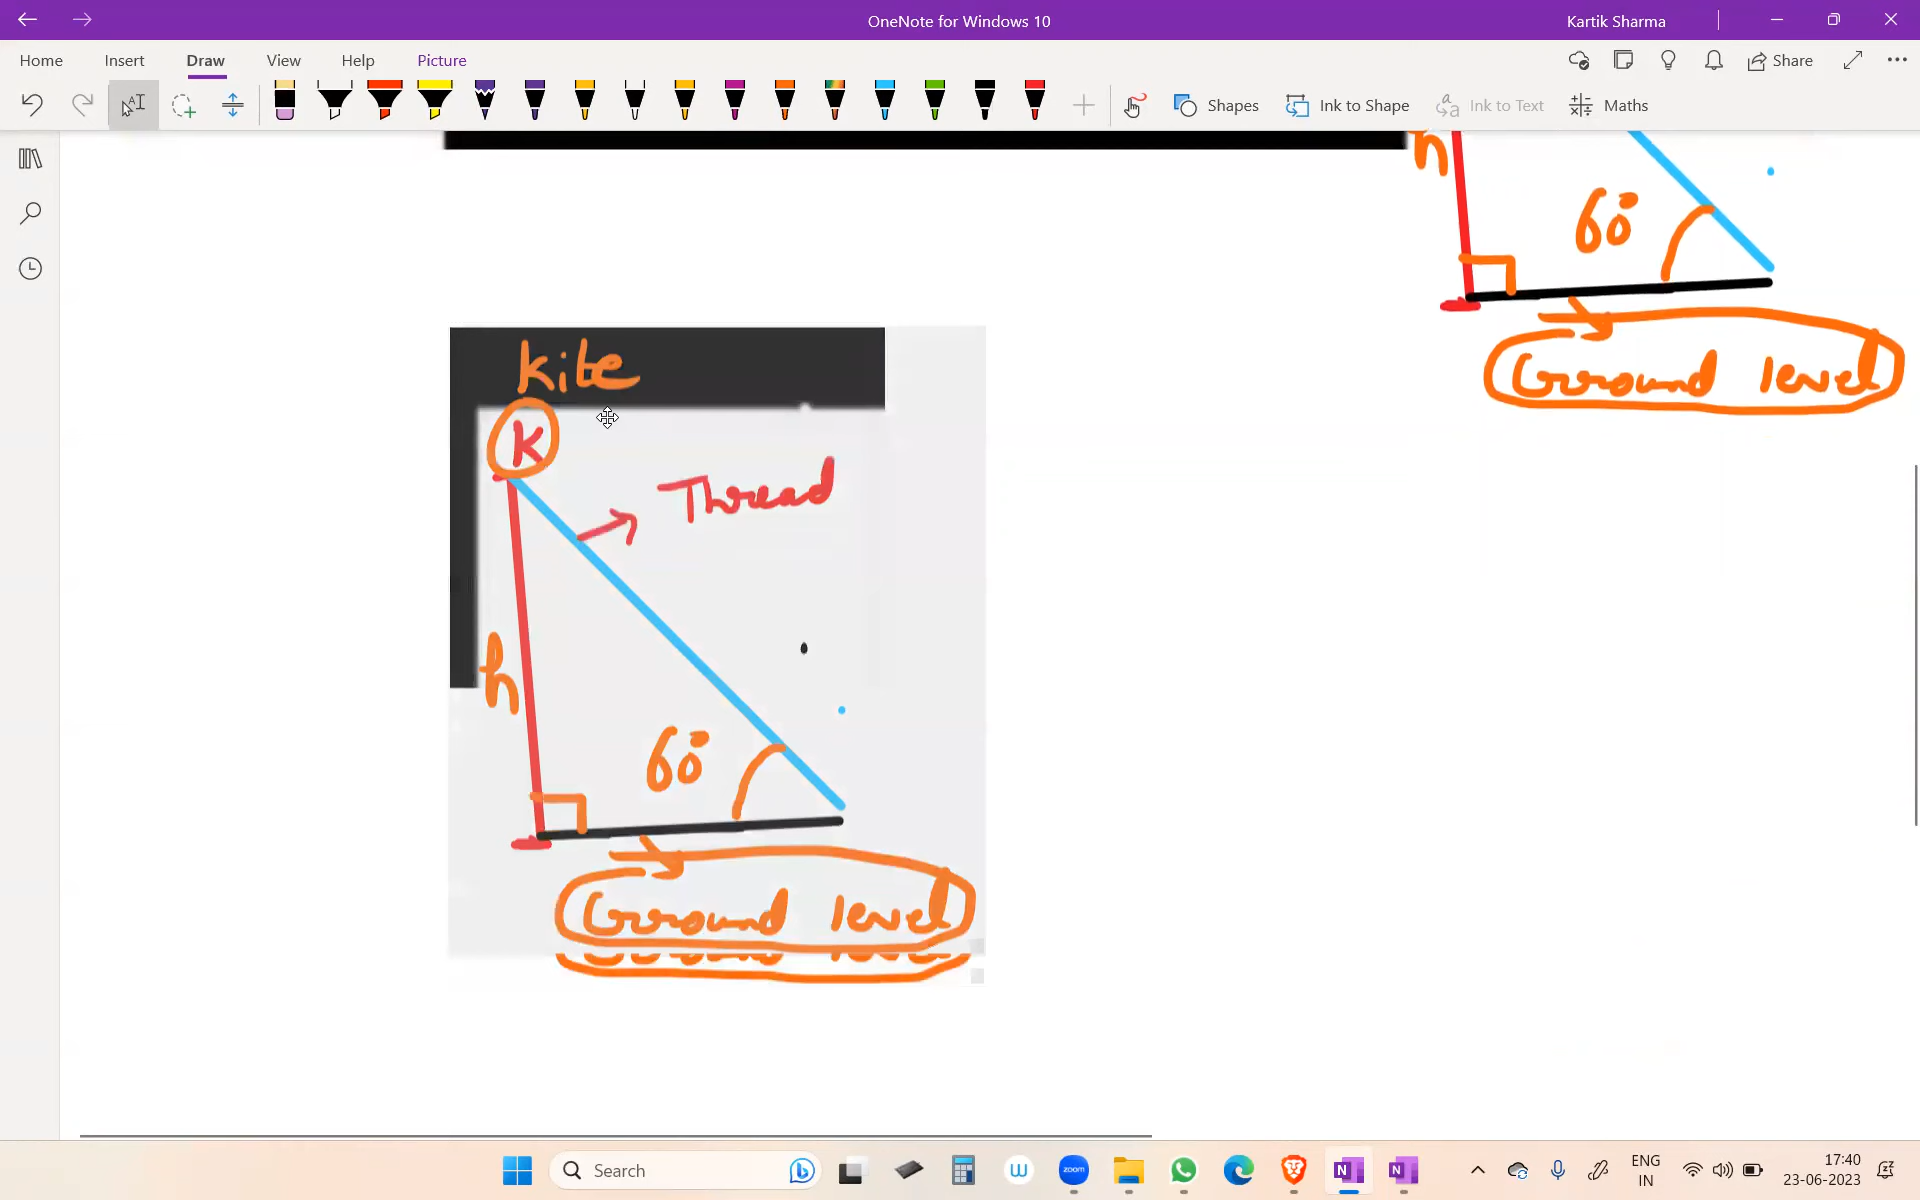 OneNote for Windows 10
Kartik Sharma
Home Insert Draw View Help Picture
Share
Shapes Ink to Shape Ink to Text Maths
h
60°
Ground level
Kite
K
Thread
h
60°
Ground level
Search
zoom
ENG
IN
17:40
23-06-2023